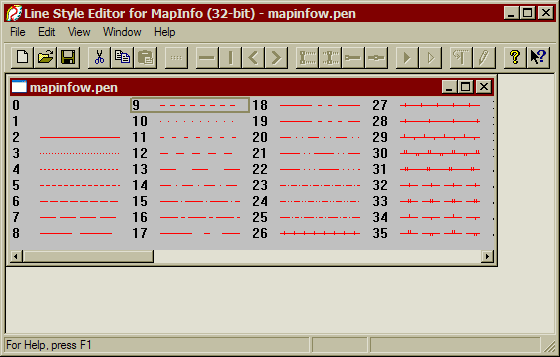 Line Style Editor for MapInfo (32-bit) - mapinfow.pen
File Edit View Window Help
mapinfow.pen
0 9 18 27
1 10 19 28
2 11 20 29
3 12 21 30
4 13 22 31
5 14 23 32
6 15 24 33
7 16 25 34
8 17 26 35
For Help, press F1